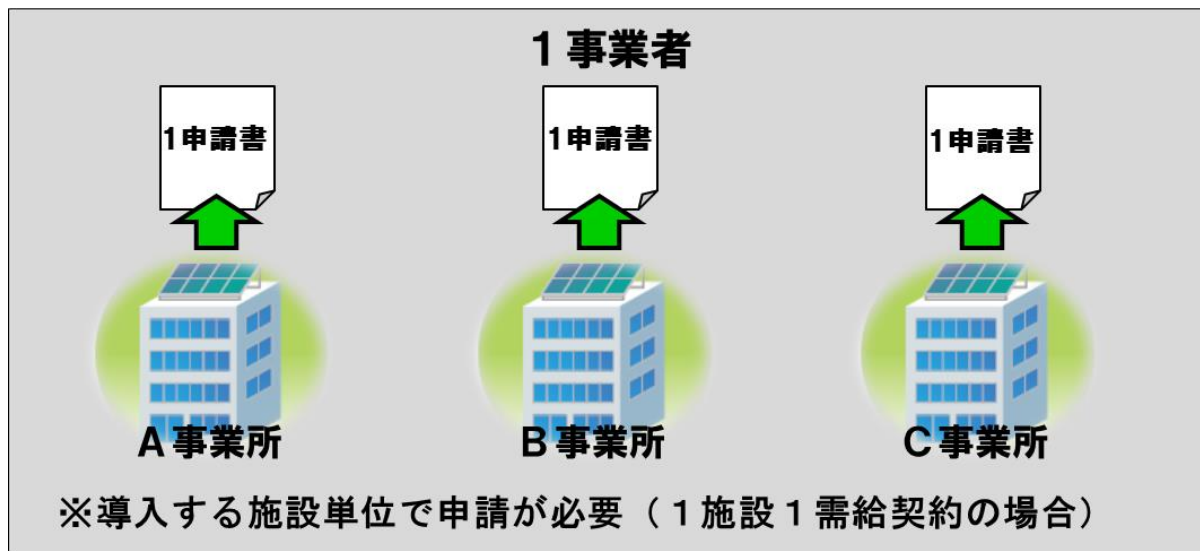 1事業者
1申請書
1申請書
1申請書
A事業所
B事業所
C事業所
※導入する施設単位で申請が必要（1施設1需給契約の場合）